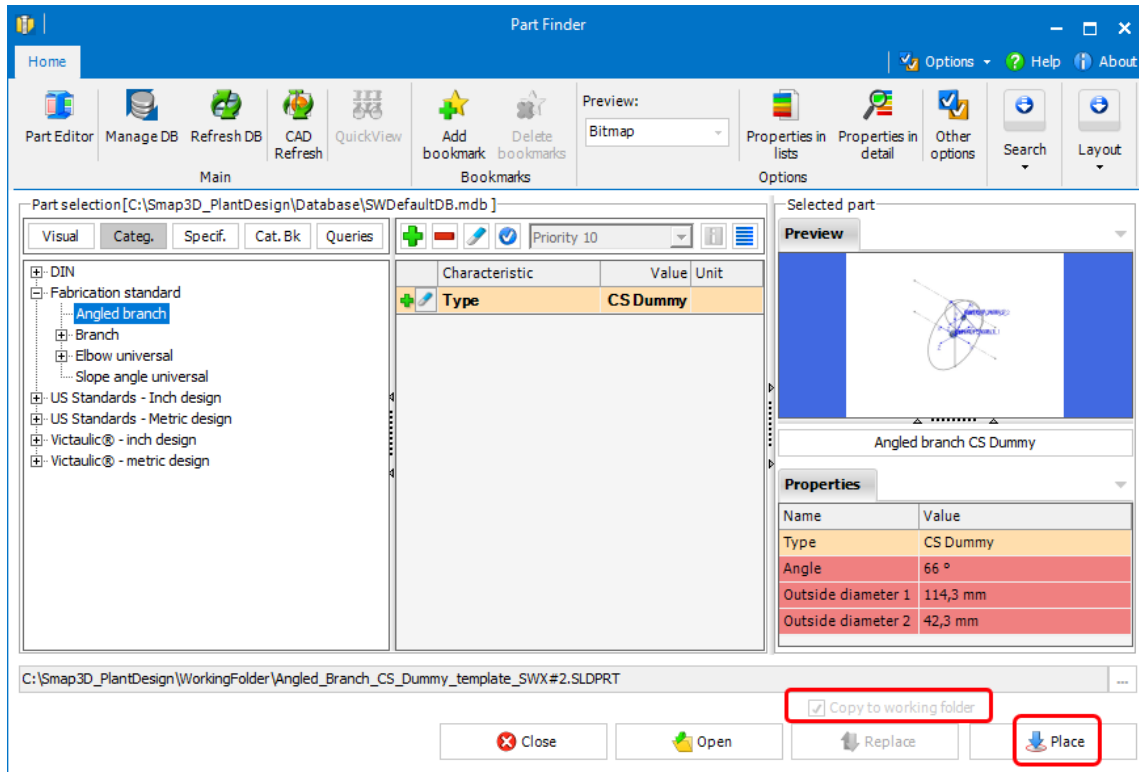 Part Finder
Home
Options
Help
About
Part Editor
Manage DB
Refresh DB
CAD Refresh
QuickView
Add bookmark
Delete bookmarks
Preview:
Bitmap
Properties in lists
Properties in detail
Other options
Search
Layout
Main
Bookmarks
Options
Part selection[C:\Smap3D_PlantDesign\Database\SWDefaultDB.mdb ]
Visual
Categ.
Specif.
Cat. Bk
Queries
Priority 10
DIN
Fabrication standard
Angled branch
Branch
Elbow universal
Slope angle universal
US Standards - Inch design
US Standards - Metric design
Victaulic® - inch design
Victaulic® - metric design
Characteristic Value Unit
Type CS Dummy
Selected part
Preview
Angled branch CS Dummy
Properties
Name Value
Type CS Dummy
Angle 66 °
Outside diameter 1 114,3 mm
Outside diameter 2 42,3 mm
C:\Smap3D_PlantDesign\WorkingFolder\Angled_Branch_CS_Dummy_template_SWX#2.SLDPRT
...
Copy to working folder
Close
Open
Replace
Place